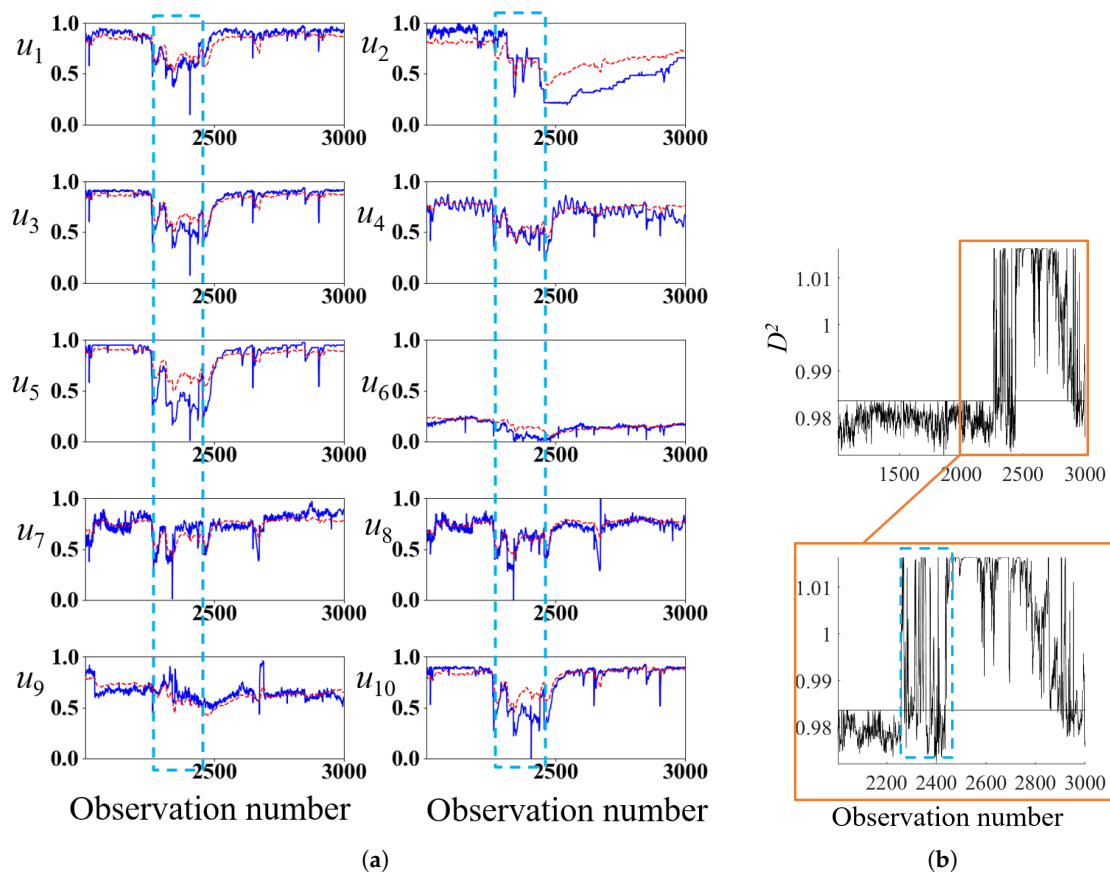 u1 1.0 0.5 0.0 2500 3000
u2 1.0 0.5 0.0 2500 3000
u3 1.0 0.5 0.0 2500 3000
u4 1.0 0.5 0.0 2500 3000
u5 1.0 0.5 0.0 2500 3000
u6 1.0 0.5 0.0 2500 3000
u7 1.0 0.5 0.0 2500 3000
u8 1.0 0.5 0.0 2500 3000
u9 1.0 0.5 0.0 2500 3000
u10 1.0 0.5 0.0 2500 3000
Observation number
Observation number
(a)
D²
1.01
1
0.99
0.98
1500 2000 2500 3000
1.01
1
0.99
0.98
2200 2400 2600 2800 3000
Observation number
(b)